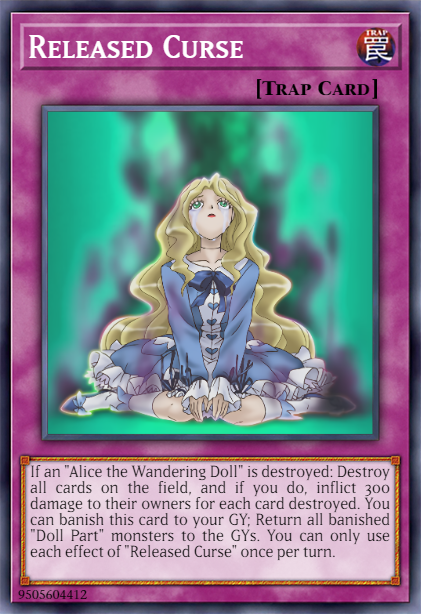 Released Curse
TRAP
罠
[Trap Card]
If an "Alice the Wandering Doll" is destroyed: Destroy
all cards on the field, and if you do, inflict 300
damage to their owners for each card destroyed. You
can banish this card to your GY; Return all banished
"Doll Part" monsters to the GYs. You can only use
each effect of "Released Curse" once per turn.
9505604412